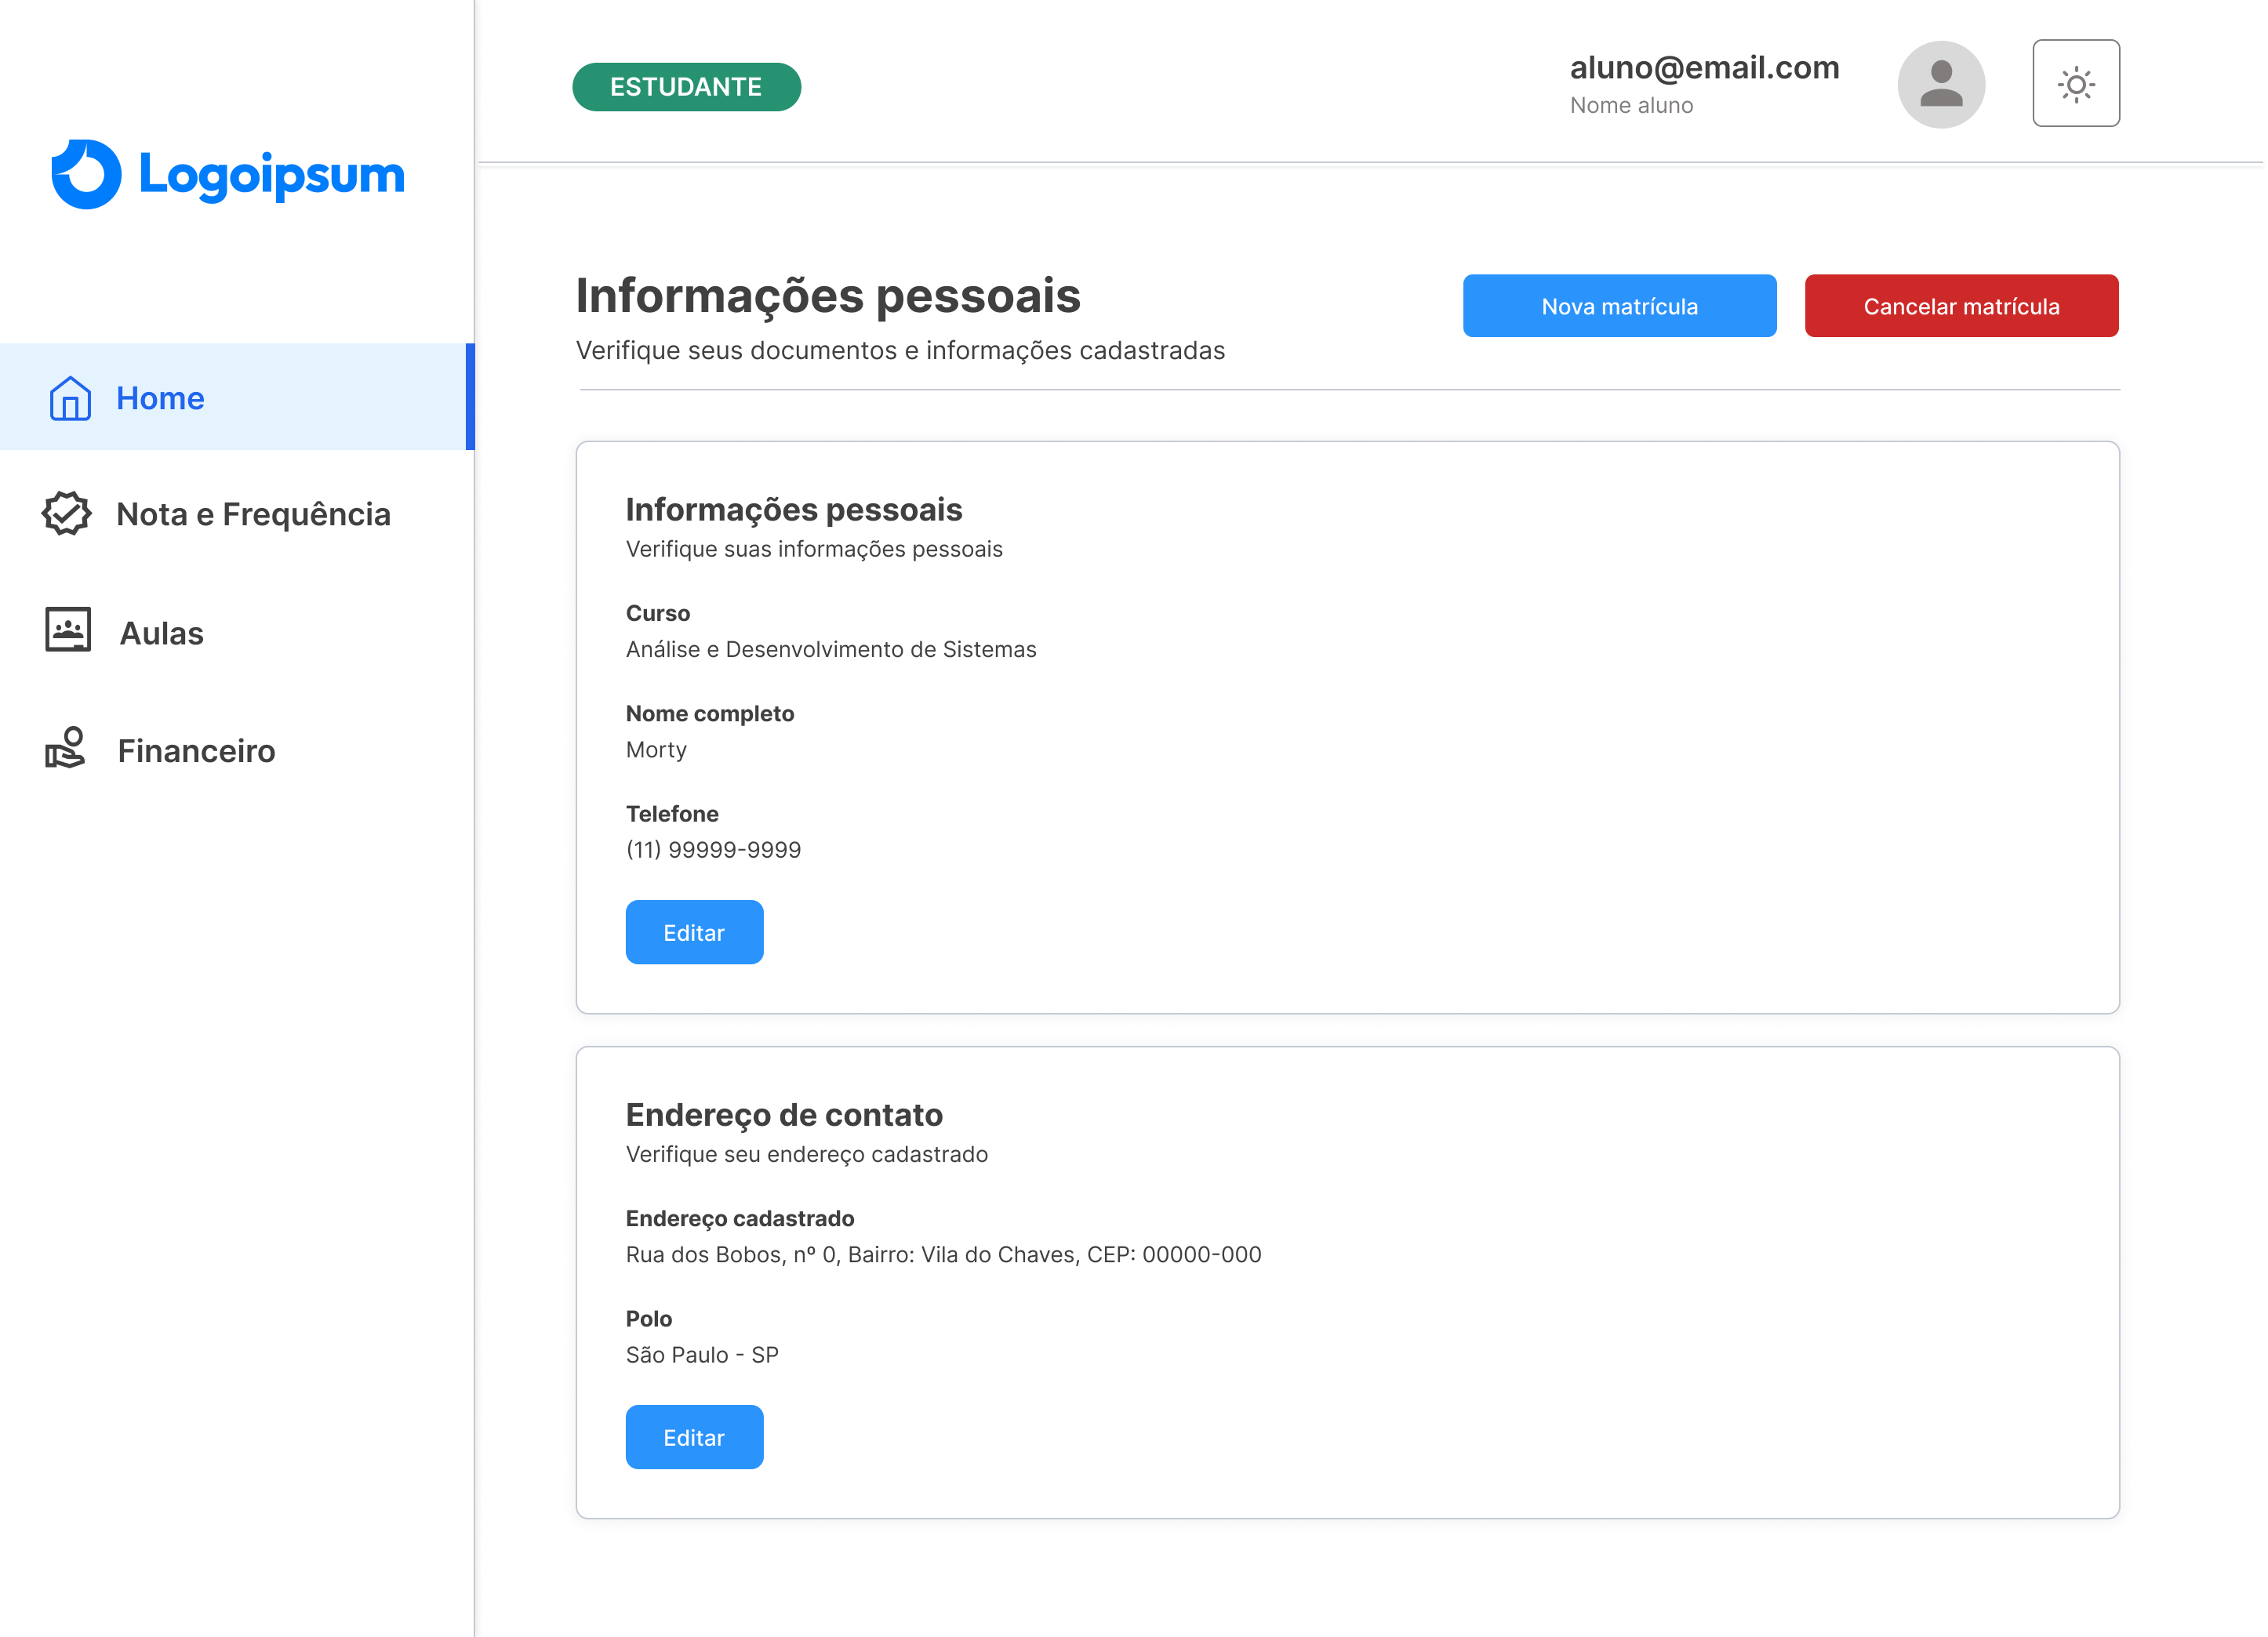 Logoipsum
Home
Nota e Frequência
Aulas
Financeiro
ESTUDANTE
aluno@email.com
Nome aluno
Informações pessoais
Verifique seus documentos e informações cadastradas
Nova matrícula
Cancelar matrícula
Informações pessoais
Verifique suas informações pessoais
Curso
Análise e Desenvolvimento de Sistemas
Nome completo
Morty
Telefone
(11) 99999-9999
Editar
Endereço de contato
Verifique seu endereço cadastrado
Endereço cadastrado
Rua dos Bobos, nº 0, Bairro: Vila do Chaves, CEP: 00000-000
Polo
São Paulo - SP
Editar